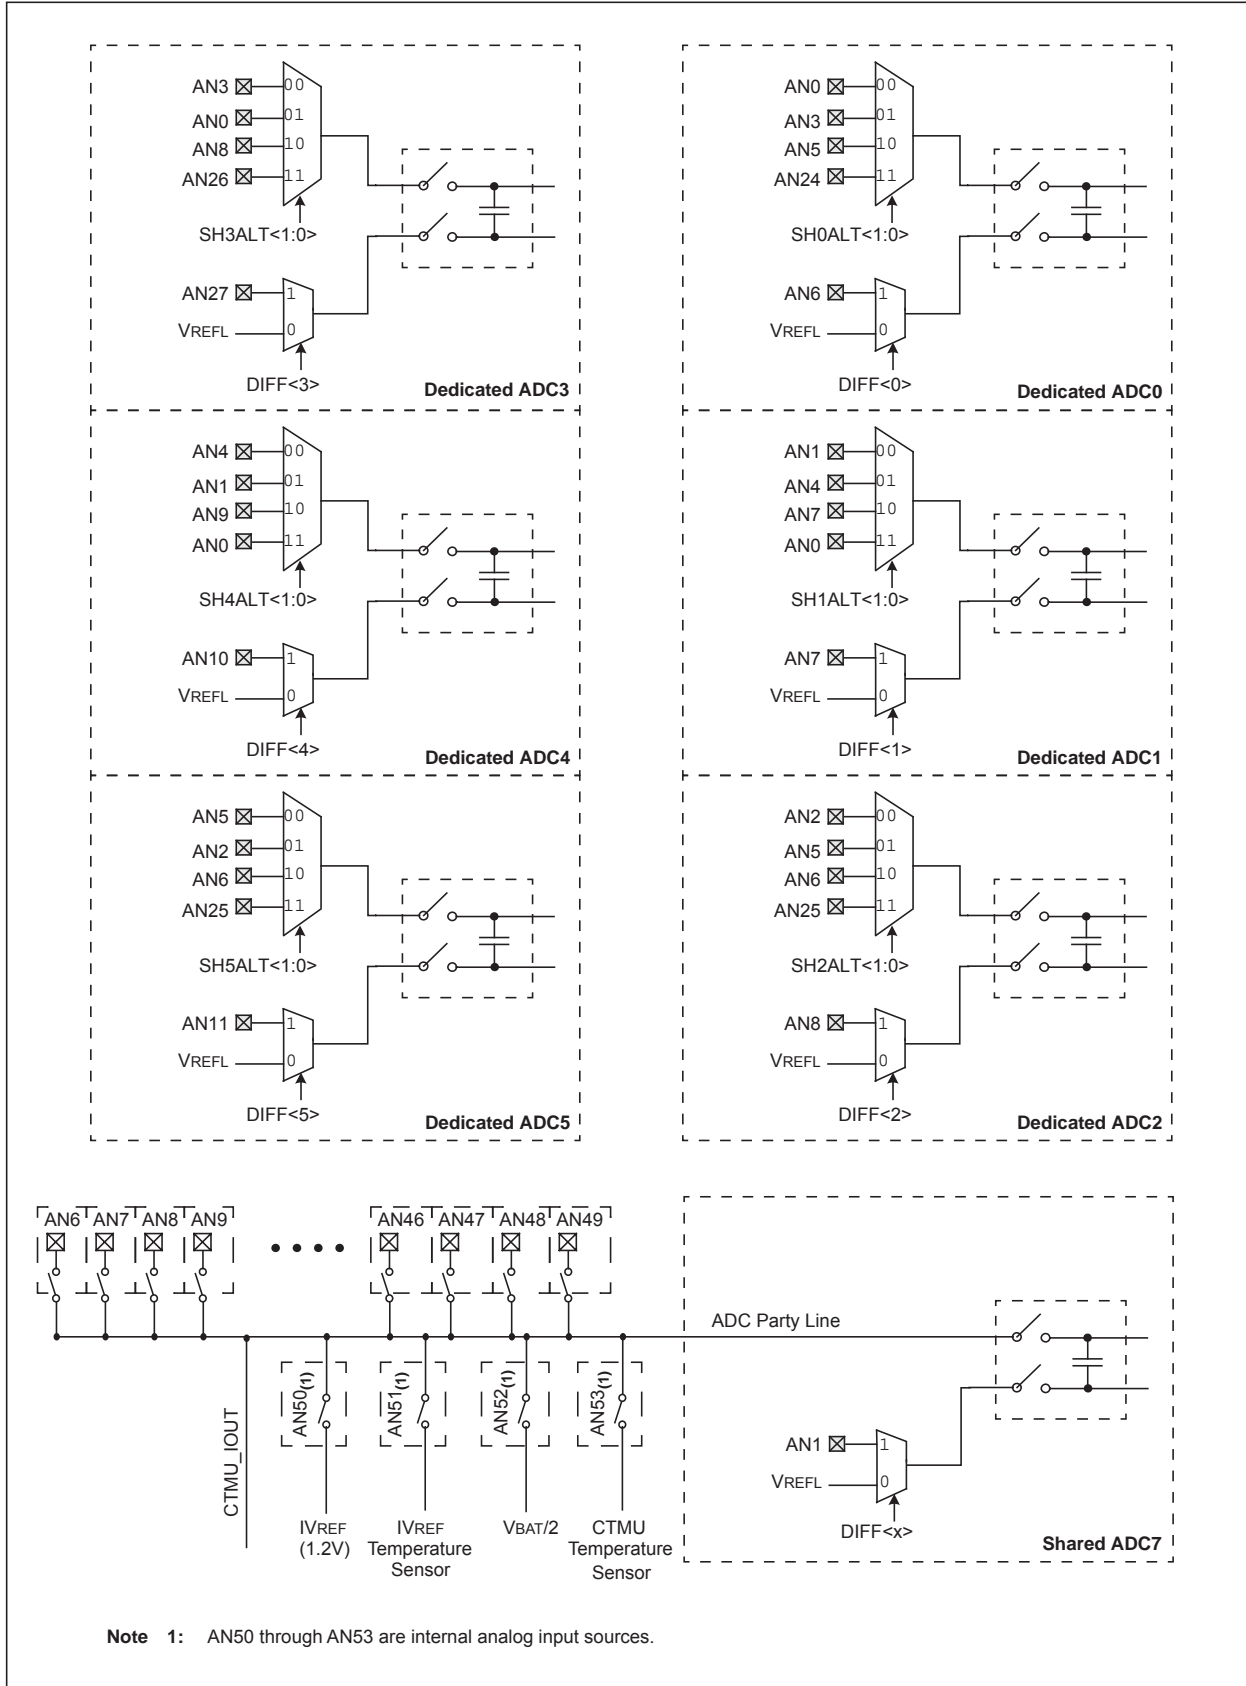 AN3 00
AN0 01
AN8 10
AN26 11
SH3ALT<1:0>
AN27 1
VREFL 0
DIFF<3>
Dedicated ADC3
AN0 00
AN3 01
AN5 10
AN24 11
SH0ALT<1:0>
AN6 1
VREFL 0
DIFF<0>
Dedicated ADC0
AN4 00
AN1 01
AN9 10
AN0 11
SH4ALT<1:0>
AN10 1
VREFL 0
DIFF<4>
Dedicated ADC4
AN1 00
AN4 01
AN7 10
AN0 11
SH1ALT<1:0>
AN7 1
VREFL 0
DIFF<1>
Dedicated ADC1
AN5 00
AN2 01
AN6 10
AN25 11
SH5ALT<1:0>
AN11 1
VREFL 0
DIFF<5>
Dedicated ADC5
AN2 00
AN5 01
AN6 10
AN25 11
SH2ALT<1:0>
AN8 1
VREFL 0
DIFF<2>
Dedicated ADC2
AN6 AN7 AN8 AN9 AN46 AN47 AN48 AN49
ADC Party Line
CTMU_IOUT
AN50(1)
AN51(1)
AN52(1)
AN53(1)
IVREF
(1.2V)
IVREF
Temperature
Sensor
VBAT/2
CTMU
Temperature
Sensor
AN1 1
VREFL 0
DIFF<x>
Shared ADC7
Note 1: AN50 through AN53 are internal analog input sources.